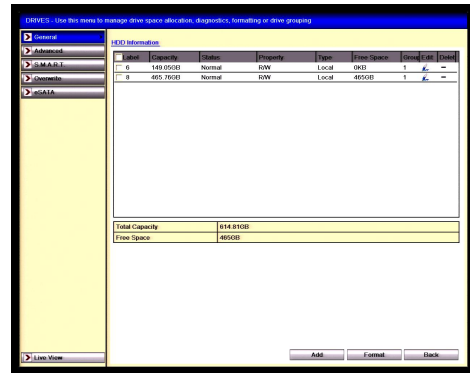 DRIVES - Use this menu to manage drive space allocation, diagnostics, formatting or drive grouping
General
Advanced
S.M.A.R.T.
Overwrite
eSATA
Live View
HDD Information
Label Capacity Status Property Type Free Space Group Edit Delet
6 149.05GB Normal R/W Local 0KB 1 –
8 465.76GB Normal R/W Local 465GB 1 –
Total Capacity 614.81GB
Free Space 465GB
Add Format Back